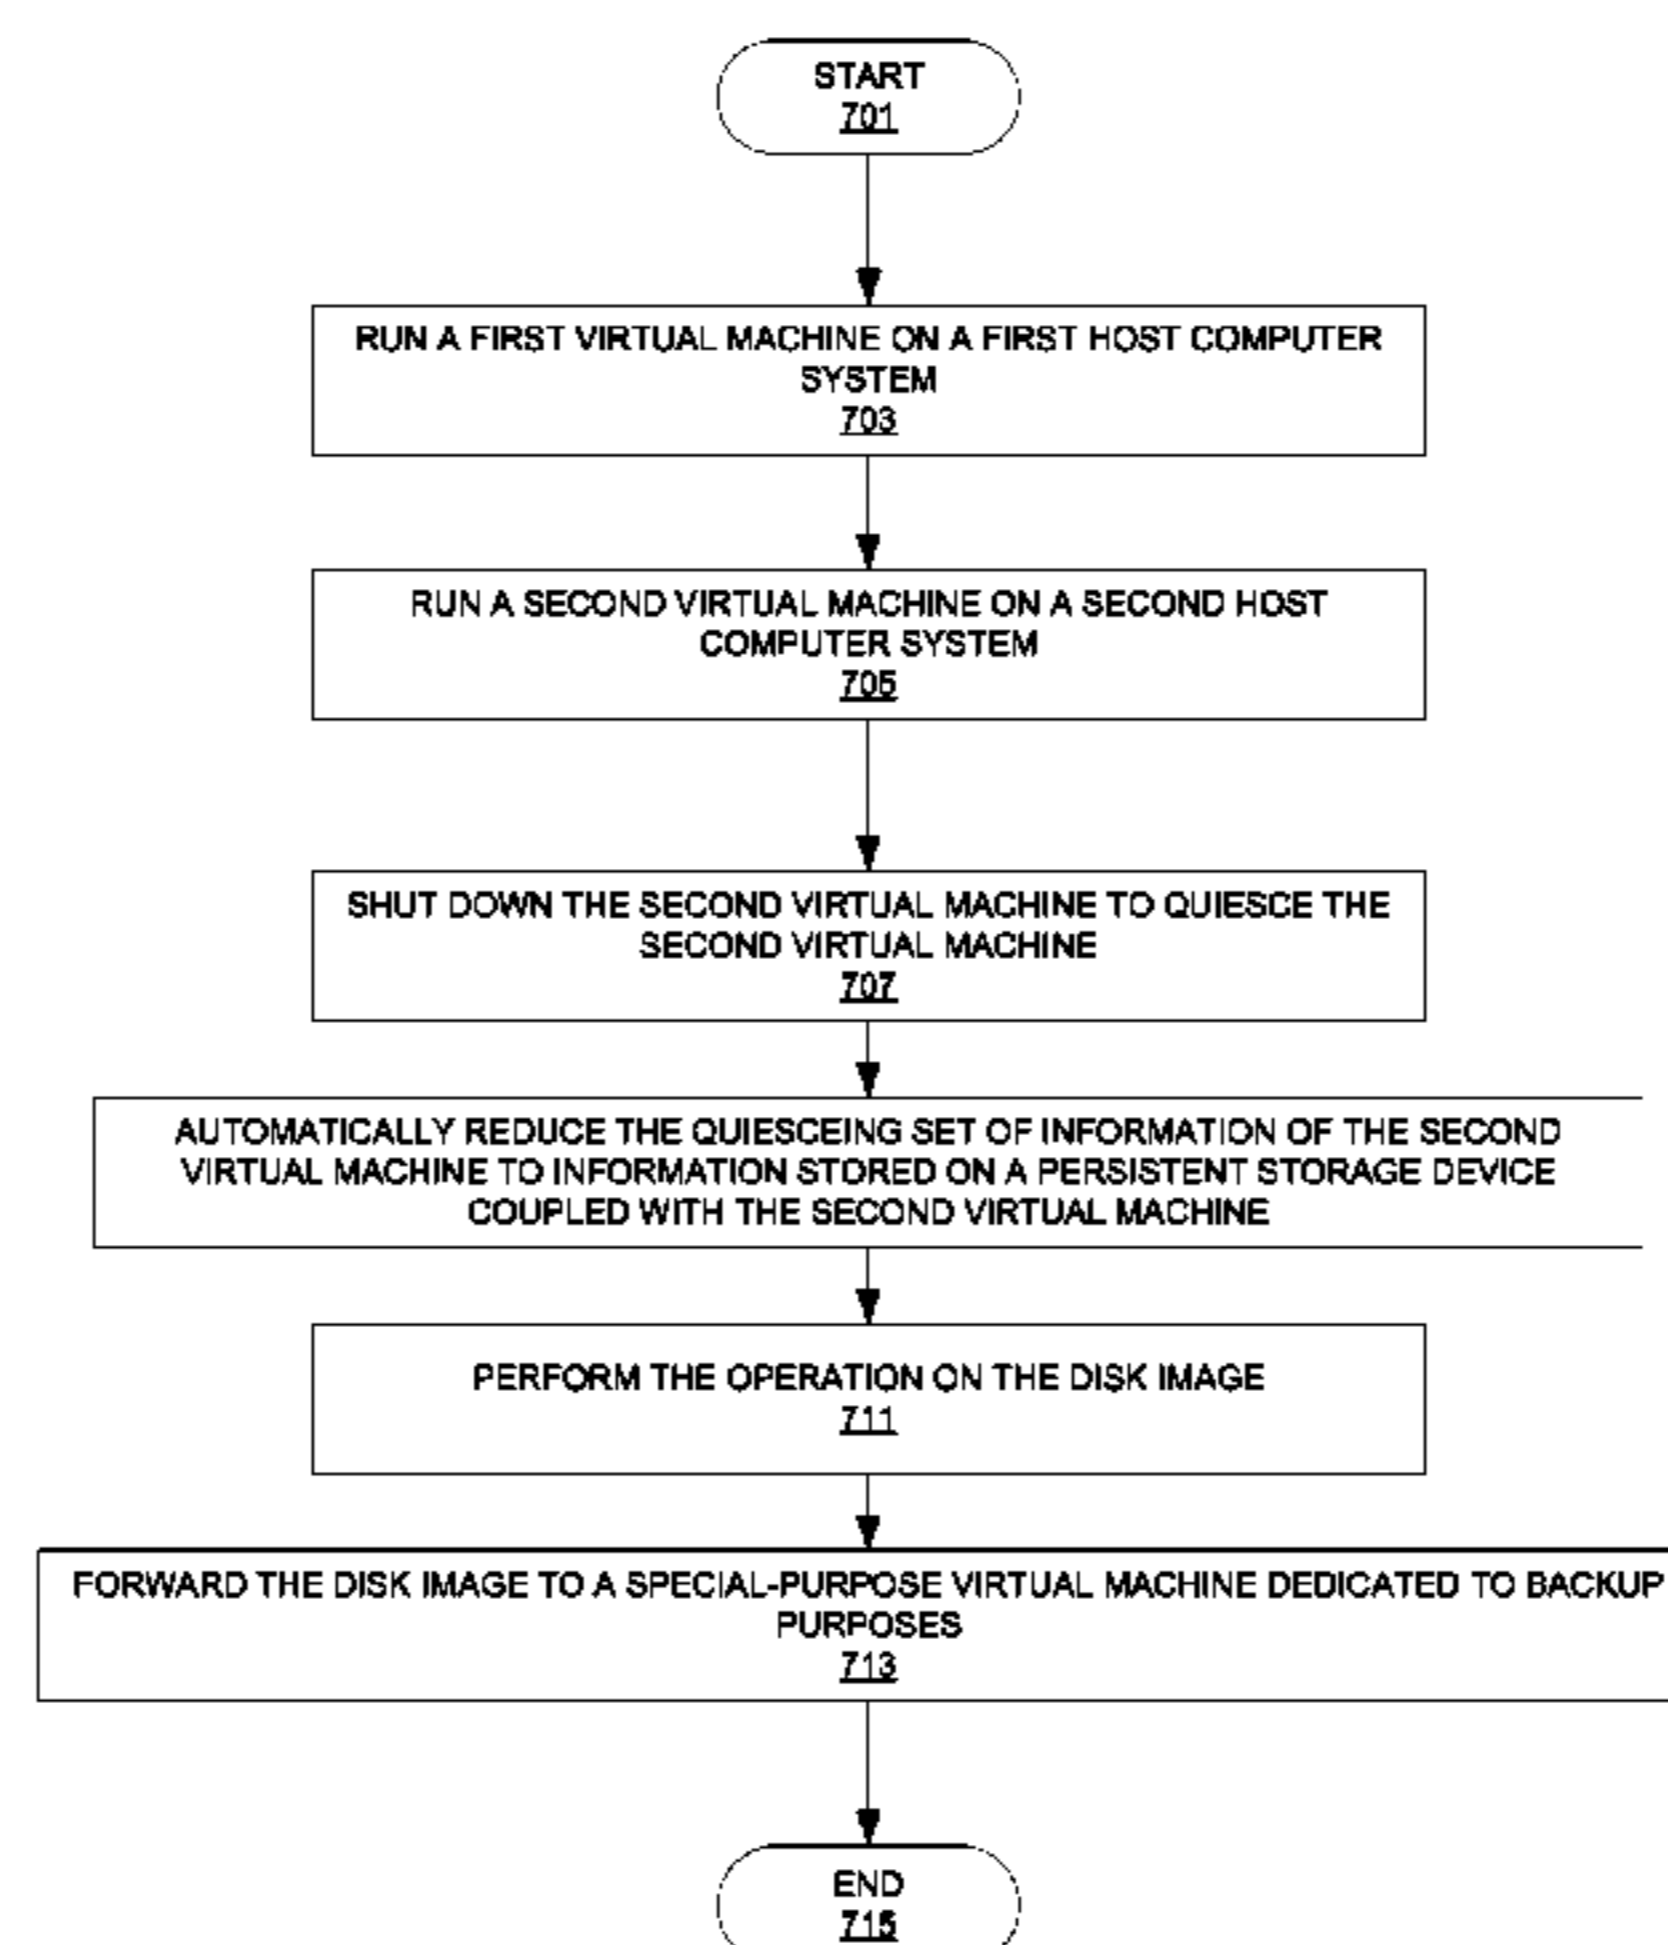 START
701
RUN A FIRST VIRTUAL MACHINE ON A FIRST HOST COMPUTER
SYSTEM
703
RUN A SECOND VIRTUAL MACHINE ON A SECOND HOST
COMPUTER SYSTEM
705
SHUT DOWN THE SECOND VIRTUAL MACHINE TO QUIESCE THE
SECOND VIRTUAL MACHINE
707
AUTOMATICALLY REDUCE THE QUIESCEING SET OF INFORMATION OF THE SECOND
VIRTUAL MACHINE TO INFORMATION STORED ON A PERSISTENT STORAGE DEVICE
COUPLED WITH THE SECOND VIRTUAL MACHINE
PERFORM THE OPERATION ON THE DISK IMAGE
711
FORWARD THE DISK IMAGE TO A SPECIAL-PURPOSE VIRTUAL MACHINE DEDICATED TO BACKUP
PURPOSES
713
END
715